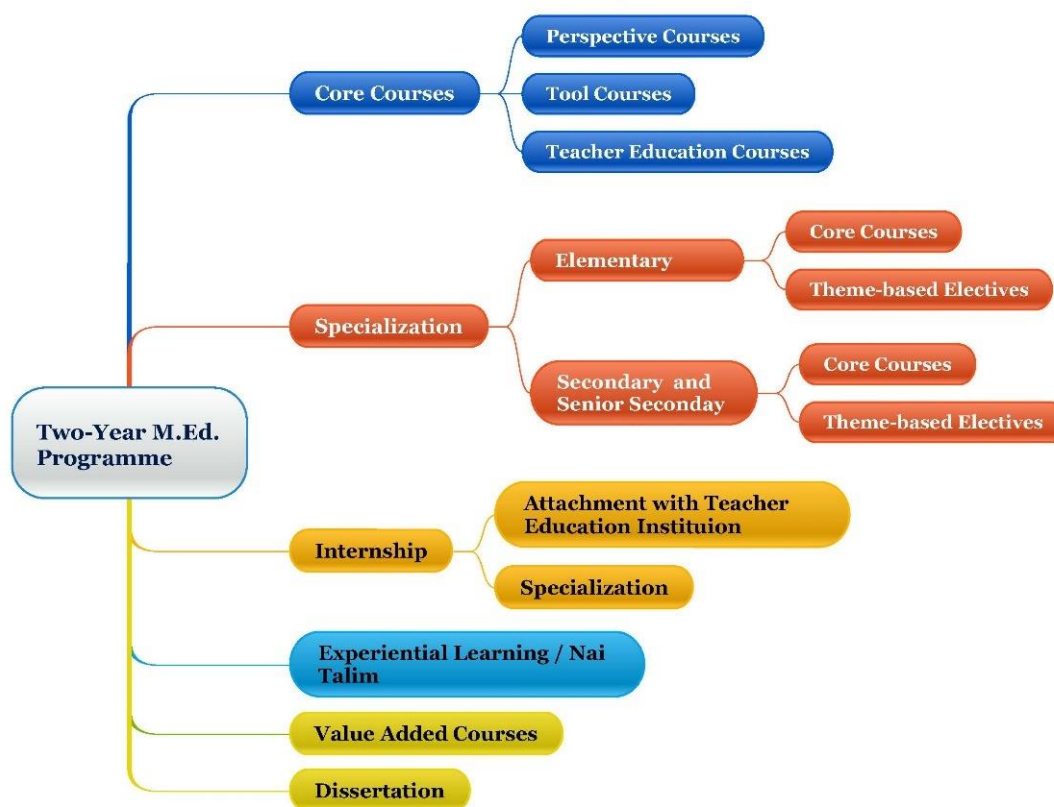 Perspective Courses
Core Courses
Tool Courses
Teacher Education Courses
Core Courses
Elementary
Theme-based Electives
Specialization
Core Courses
Secondary and
Senior Seconday
Theme-based Electives
Two-Year M.Ed.
Programme
Attachment with Teacher
Education Instituion
Internship
Specialization
Experiential Learning / Nai
Talim
Value Added Courses
Dissertation